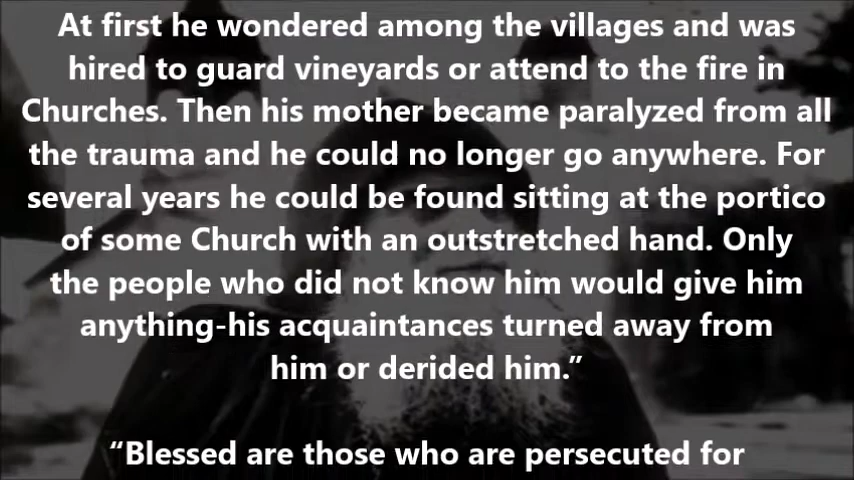 At first he wondered among the villages and was
hired to guard vineyards or attend to the fire in
Churches. Then his mother became paralyzed from all
the trauma and he could no longer go anywhere. For
several years he could be found sitting at the portico
of some Church with an outstretched hand. Only
the people who did not know him would give him
anything-his acquaintances turned away from
him or derided him.”
“Blessed are those who are persecuted for